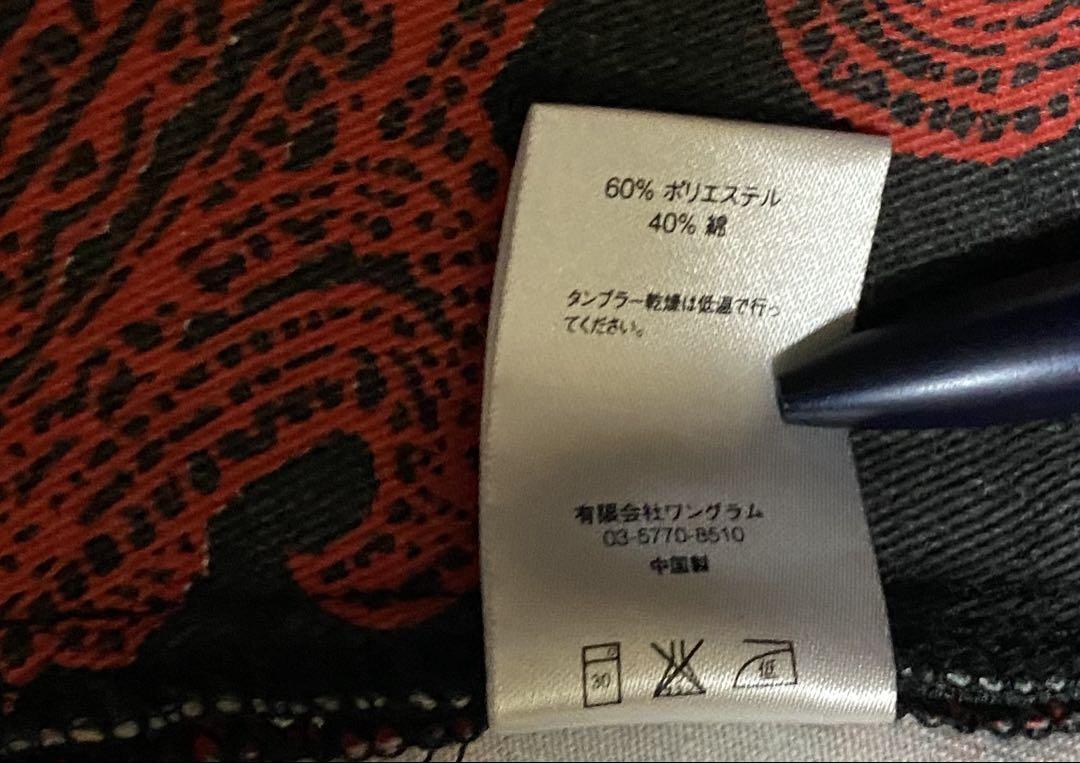 60% ポリエステル
40% 綿
タンブラー乾燥は低温で行っ
てください。
有限会社ワングラム
03-5770-8510
中国製
30
低